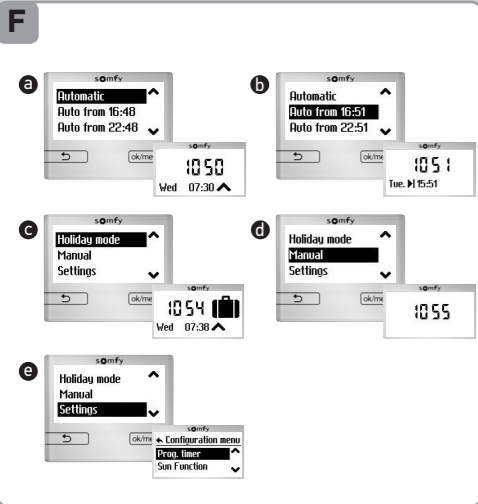 F
a
somfy
Automatic
Auto from 16:48
Auto from 22:48
ok/me
somfy
10 50
Wed 07:30
b
somfy
Automatic
Auto from 16:51
Auto from 22:51
ok/me
somfy
10 51
Tue. 15:51
c
somfy
Holiday mode
Manual
Settings
ok/me
somfy
10 54
Wed 07:38
d
somfy
Holiday mode
Manual
Settings
ok/me
somfy
10 55
e
somfy
Holiday mode
Manual
Settings
ok/me
somfy
Configuration menu
Prog. timer
Sun Function